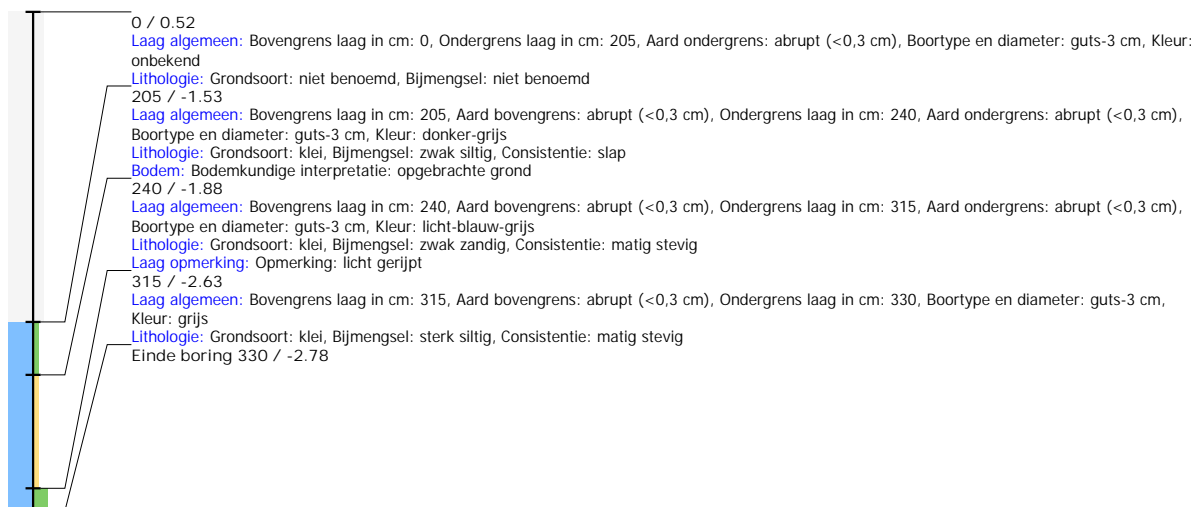 0 / 0.52
Laag algemeen: Bovengrens laag in cm: 0, Ondergrens laag in cm: 205, Aard ondergrens: abrupt (<0,3 cm), Boortype en diameter: guts-3 cm, Kleur:
onbekend
Lithologie: Grondsoort: niet benoemd, Bijmengsel: niet benoemd
205 / -1.53
Laag algemeen: Bovengrens laag in cm: 205, Aard bovengrens: abrupt (<0,3 cm), Ondergrens laag in cm: 240, Aard ondergrens: abrupt (<0,3 cm),
Boortype en diameter: guts-3 cm, Kleur: donker-grijs
Lithologie: Grondsoort: klei, Bijmengsel: zwak siltig, Consistentie: slap
Bodem: Bodemkundige interpretatie: opgebrachte grond
240 / -1.88
Laag algemeen: Bovengrens laag in cm: 240, Aard bovengrens: abrupt (<0,3 cm), Ondergrens laag in cm: 315, Aard ondergrens: abrupt (<0,3 cm),
Boortype en diameter: guts-3 cm, Kleur: licht-blauw-grijs
Lithologie: Grondsoort: klei, Bijmengsel: zwak zandig, Consistentie: matig stevig
Laag opmerking: Opmerking: licht gerijpt
315 / -2.63
Laag algemeen: Bovengrens laag in cm: 315, Aard bovengrens: abrupt (<0,3 cm), Ondergrens laag in cm: 330, Boortype en diameter: guts-3 cm,
Kleur: grijs
Lithologie: Grondsoort: klei, Bijmengsel: sterk siltig, Consistentie: matig stevig
Einde boring 330 / -2.78